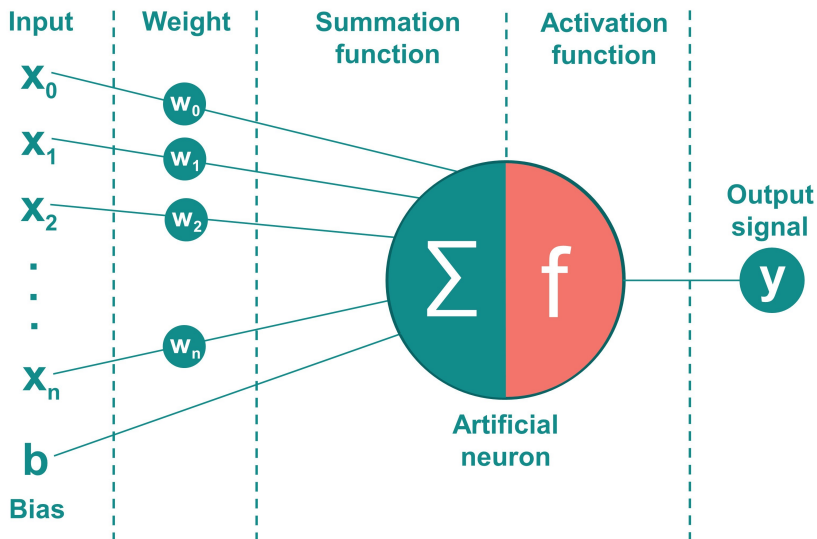 Input
Weight
Summation
function
Activation
function
x₀
w₀
x₁
w₁
x₂
w₂
.
.
.
xₙ
wₙ
b
Bias
Σ
f
Artificial
neuron
Output
signal
y